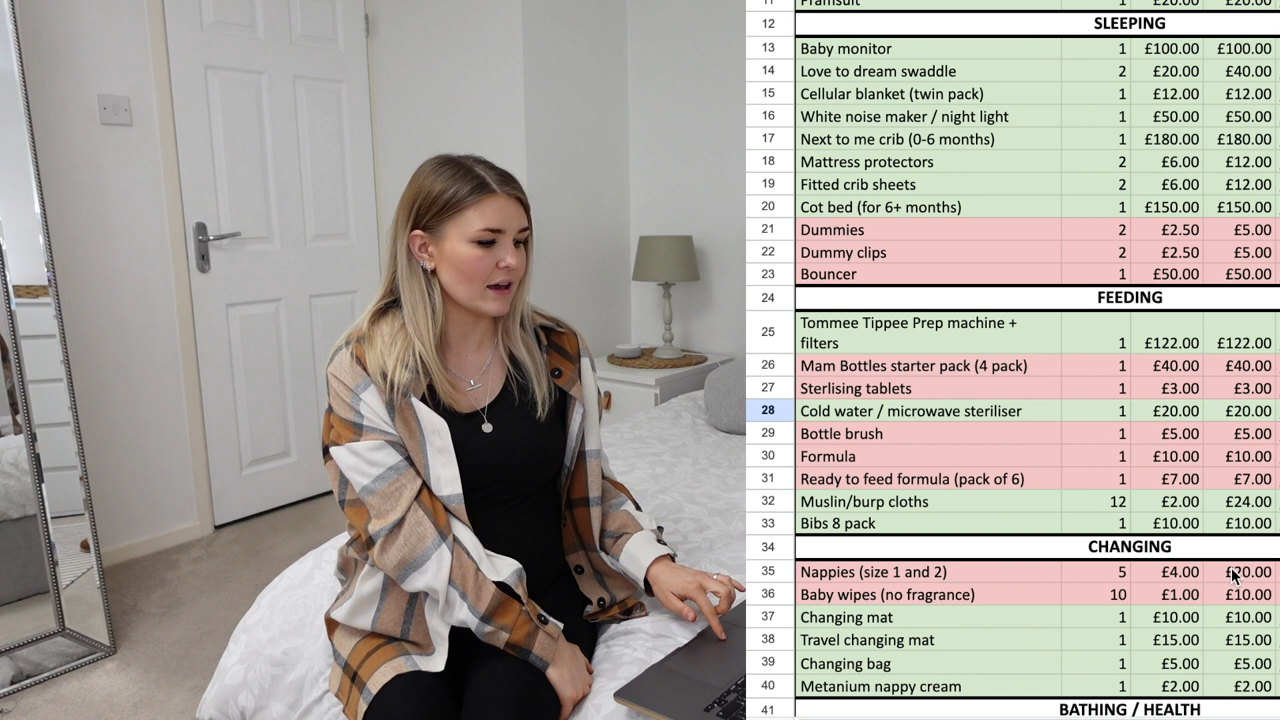 11 Pramsuit 1 £20.00 £20.00
12 SLEEPING
13 Baby monitor 1 £100.00 £100.00
14 Love to dream swaddle 2 £20.00 £40.00
15 Cellular blanket (twin pack) 1 £12.00 £12.00
16 White noise maker / night light 1 £50.00 £50.00
17 Next to me crib (0-6 months) 1 £180.00 £180.00
18 Mattress protectors 2 £6.00 £12.00
19 Fitted crib sheets 2 £6.00 £12.00
20 Cot bed (for 6+ months) 1 £150.00 £150.00
21 Dummies 2 £2.50 £5.00
22 Dummy clips 2 £2.50 £5.00
23 Bouncer 1 £50.00 £50.00
24 FEEDING
Tommee Tippee Prep machine +
25 filters 1 £122.00 £122.00
26 Mam Bottles starter pack (4 pack) 1 £40.00 £40.00
27 Sterlising tablets 1 £3.00 £3.00
28 Cold water / microwave steriliser 1 £20.00 £20.00
29 Bottle brush 1 £5.00 £5.00
30 Formula 1 £10.00 £10.00
31 Ready to feed formula (pack of 6) 1 £7.00 £7.00
32 Muslin/burp cloths 12 £2.00 £24.00
33 Bibs 8 pack 1 £10.00 £10.00
34 CHANGING
35 Nappies (size 1 and 2) 5 £4.00 £20.00
36 Baby wipes (no fragrance) 10 £1.00 £10.00
37 Changing mat 1 £10.00 £10.00
38 Travel changing mat 1 £15.00 £15.00
39 Changing bag 1 £5.00 £5.00
40 Metanium nappy cream 1 £2.00 £2.00
41 BATHING / HEALTH